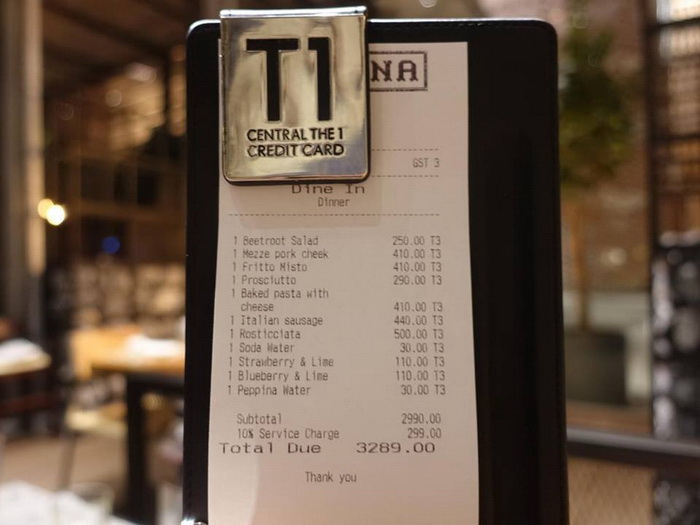 T1
CENTRAL THE 1
CREDIT CARD
NA
GST 3
Dine In
Dinner
1 Beetroot Salad 250.00 T3
1 Mezze pork cheek 410.00 T3
1 Fritto Misto 410.00 T3
1 Prosciutto 290.00 T3
1 Baked pasta with
cheese 410.00 T3
1 Italian sausage 440.00 T3
1 Rosticciata 500.00 T3
1 Soda Water 30.00 T3
1 Strawberry & Lime 110.00 T3
1 Blueberry & Lime 110.00 T3
1 Peppina Water 30.00 T3
Subtotal 2990.00
10% Service Charge 299.00
Total Due 3289.00
Thank you